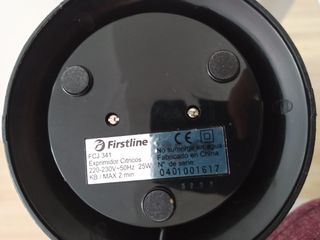 Firstline
FCJ 341
Exprimidor Cítricos
220-230V~50Hz 25W
KB / MAX 2 min
CE
No sumergir en agua
Fabricado en China
Nº de serie:
0401001617